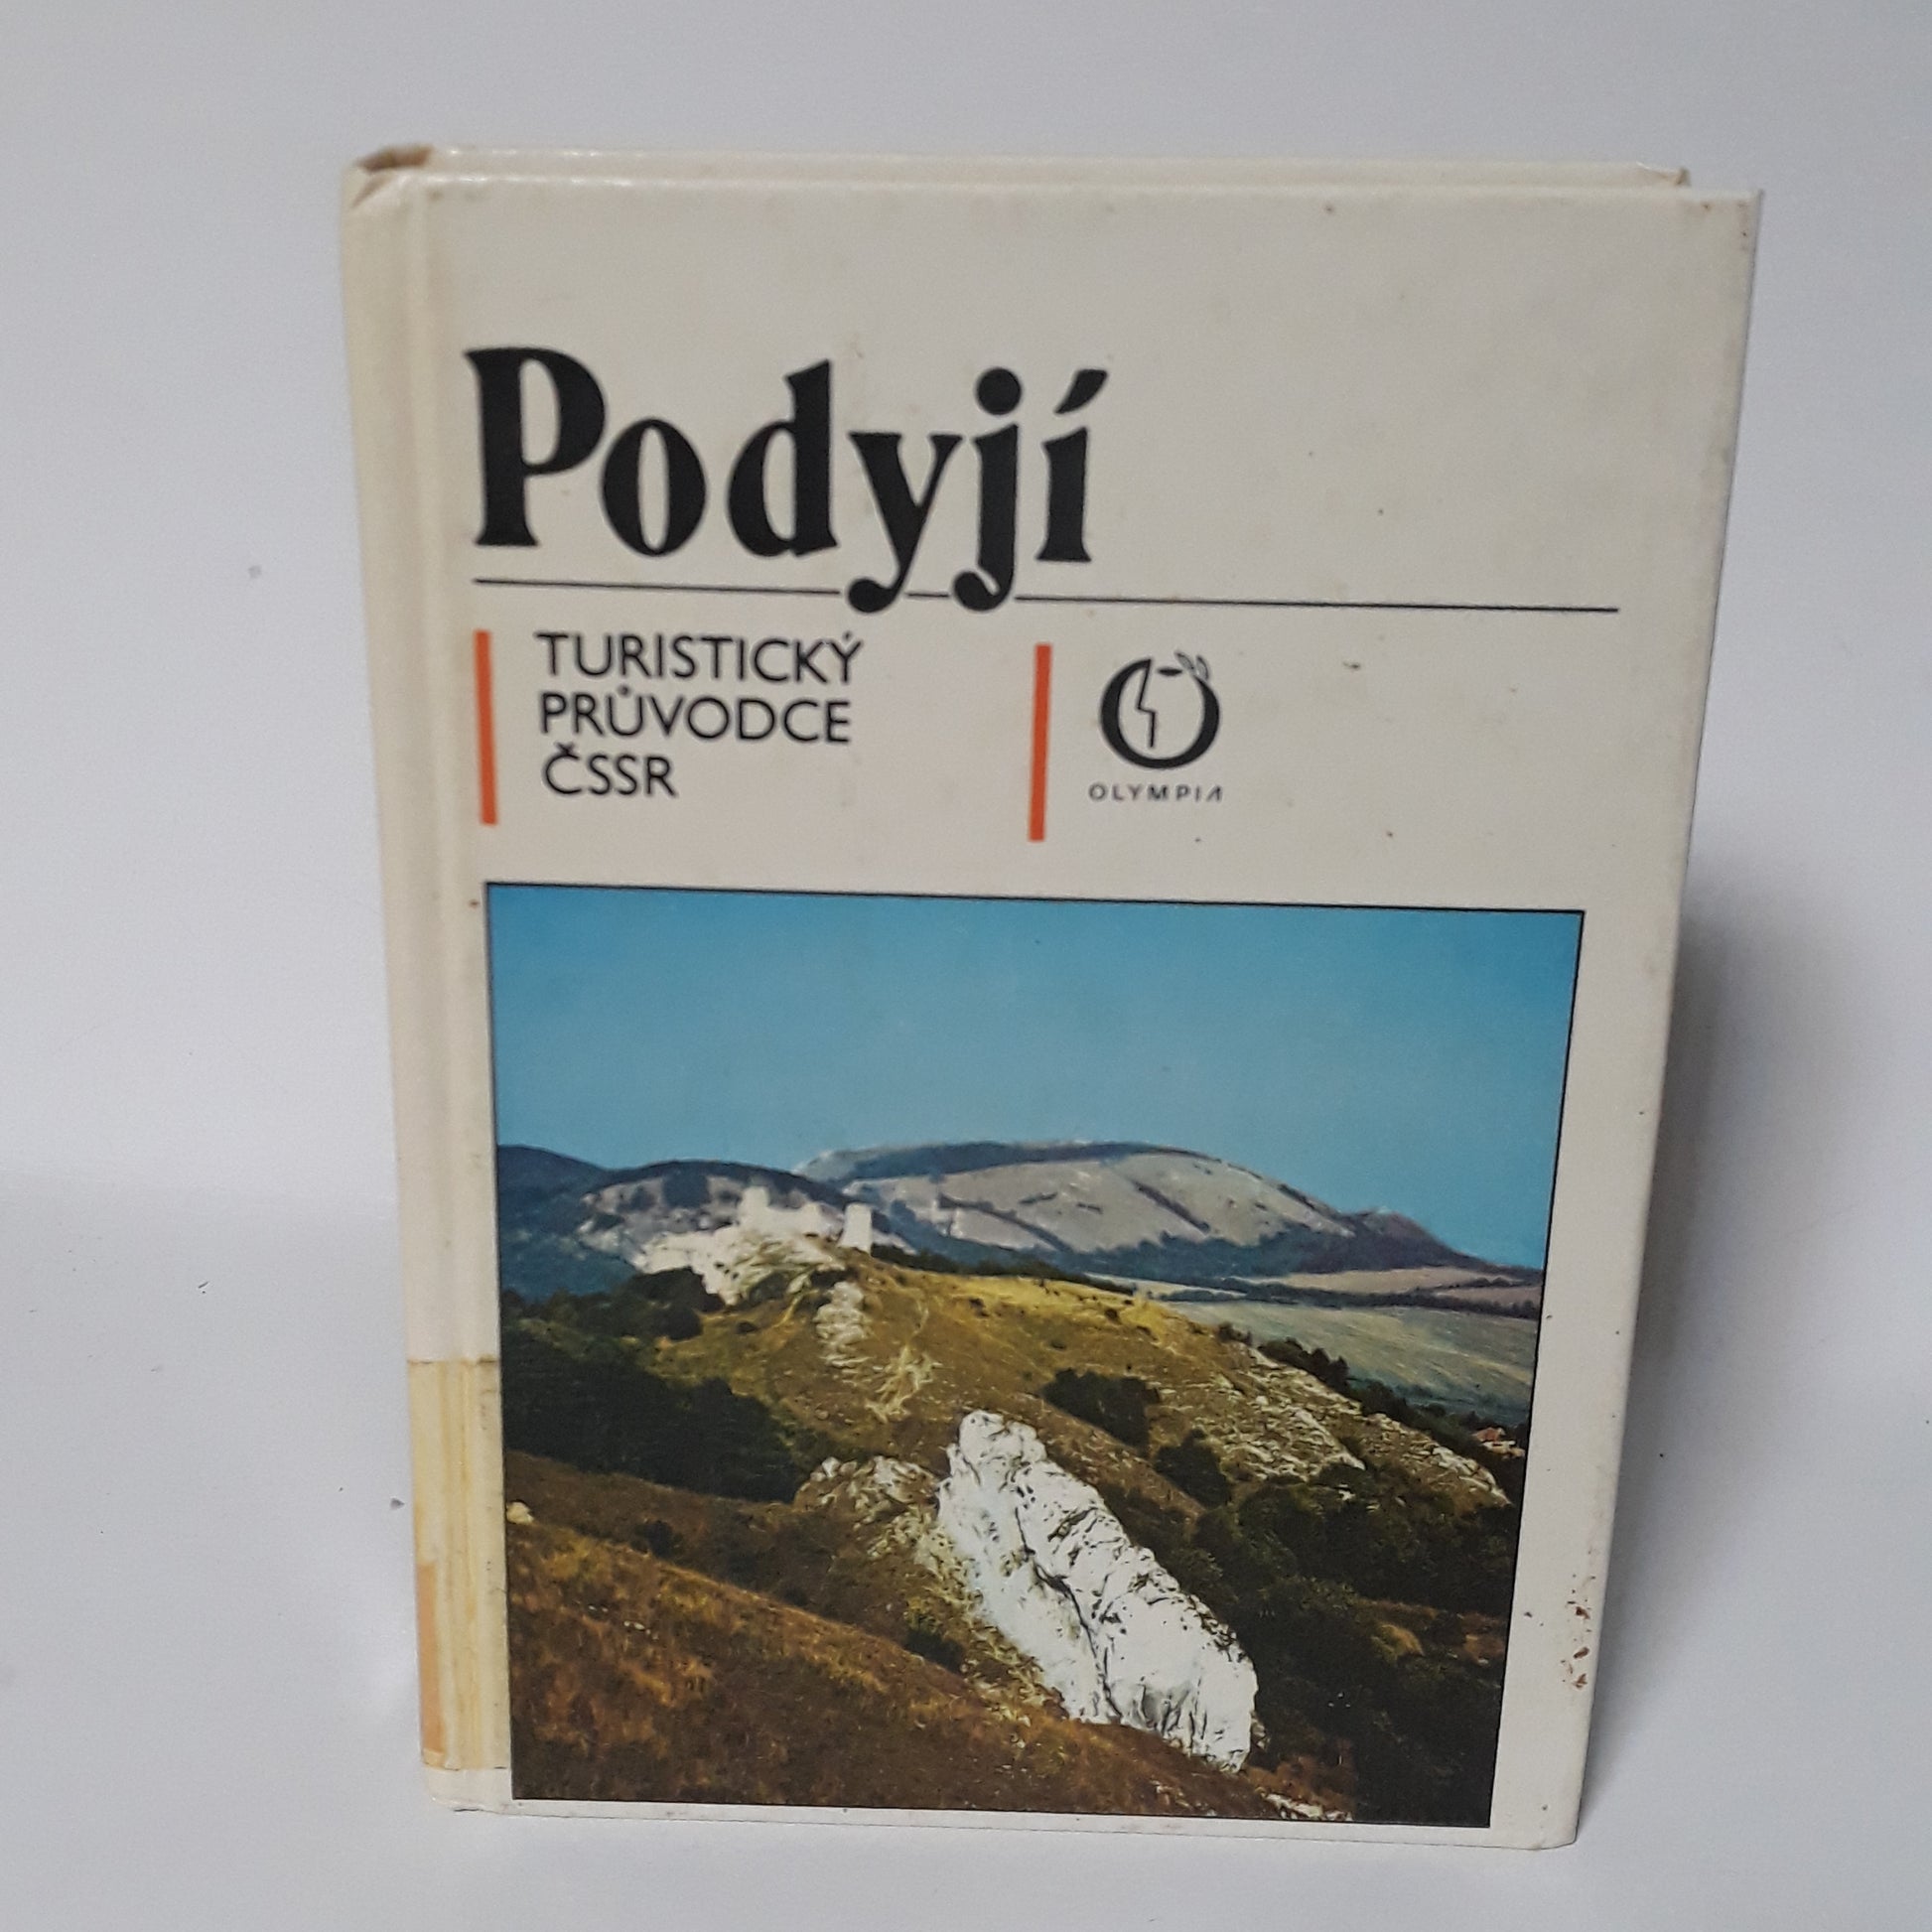 Podyjí
TURISTICKÝ
PRŮVODCE
ČSSR
OLYMPIA